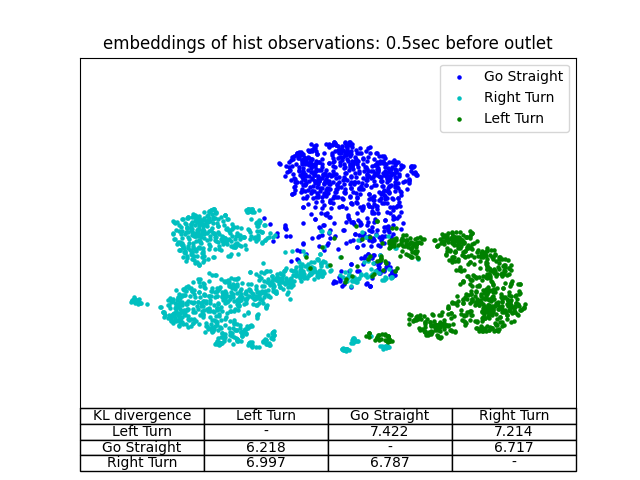 embeddings of hist observations: 0.5sec before outlet
Go Straight
Right Turn
Left Turn
KL divergence Left Turn Go Straight Right Turn
Left Turn - 7.422 7.214
Go Straight 6.218 - 6.717
Right Turn 6.997 6.787 -